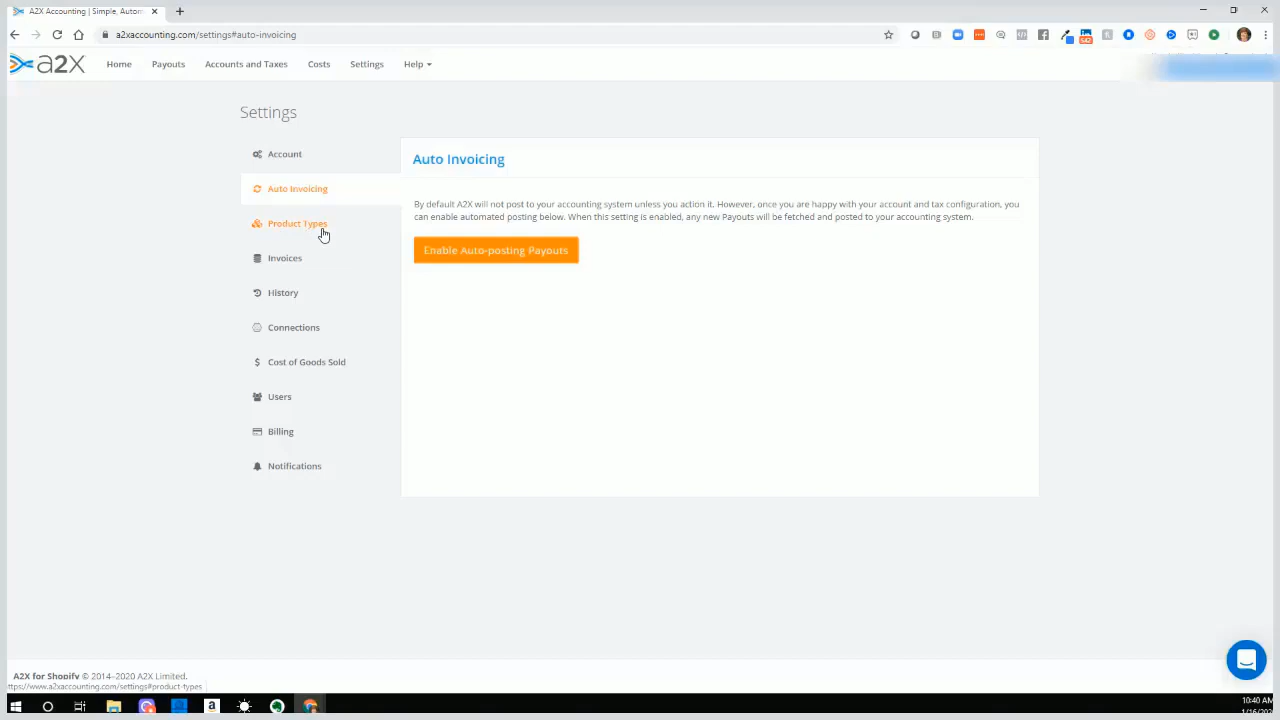 A2X Accounting | Simple, Autom
a2xaccounting.com/settings#auto-invoicing
a2X
Home
Payouts
Accounts and Taxes
Costs
Settings
Help
Settings
Account
Auto Invoicing
Product Types
Invoices
History
Connections
Cost of Goods Sold
Users
Billing
Notifications
Auto Invoicing
By default A2X will not post to your accounting system unless you action it. However, once you are happy with your account and tax configuration, you
can enable automated posting below. When this setting is enabled, any new Payouts will be fetched and posted to your accounting system.
Enable Auto-posting Payouts
A2X for Shopify © 2014-2020 A2X Limited.
ttps://www.a2xaccounting.com/settings#product-types
10:40 AM